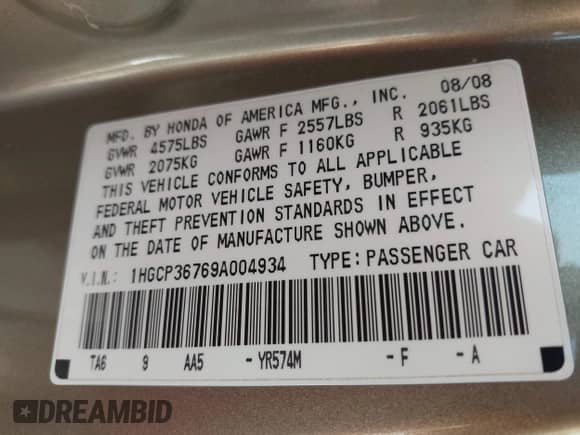 MFD. BY HONDA OF AMERICA MFG., INC. 08/08
GVWR 4575LBS GAWR F 2557LBS R 2061LBS
GVWR 2075KG GAWR F 1160KG R 935KG
THIS VEHICLE CONFORMS TO ALL APPLICABLE
FEDERAL MOTOR VEHICLE SAFETY, BUMPER,
AND THEFT PREVENTION STANDARDS IN EFFECT
ON THE DATE OF MANUFACTURE SHOWN ABOVE.
V.I.N.: 1HGCP36769A004934 TYPE:PASSENGER CAR
TA6 9 AA5 -YR574M -F -A
DREAMBID